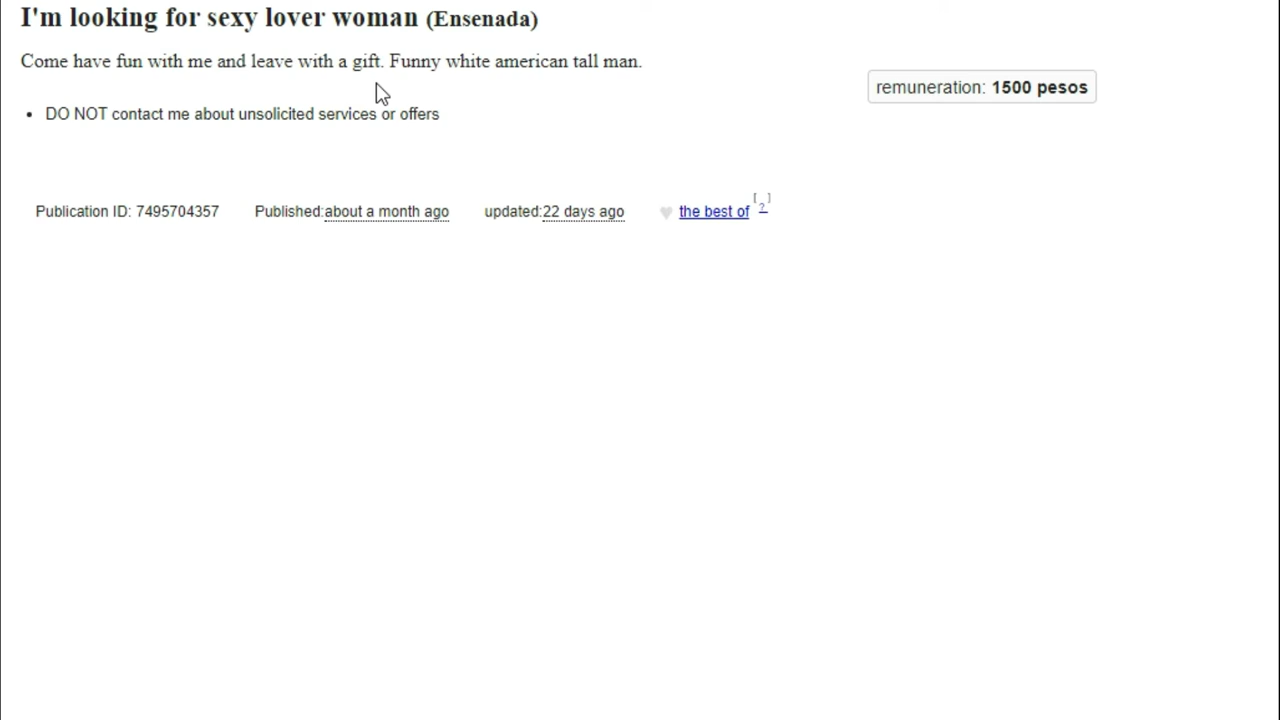 I'm looking for sexy lover woman (Ensenada)
Come have fun with me and leave with a gift. Funny white american tall man.
remuneration: 1500 pesos
• DO NOT contact me about unsolicited services or offers
Publication ID: 7495704357 Published:about a month ago updated:22 days ago ♥ the best of [?]